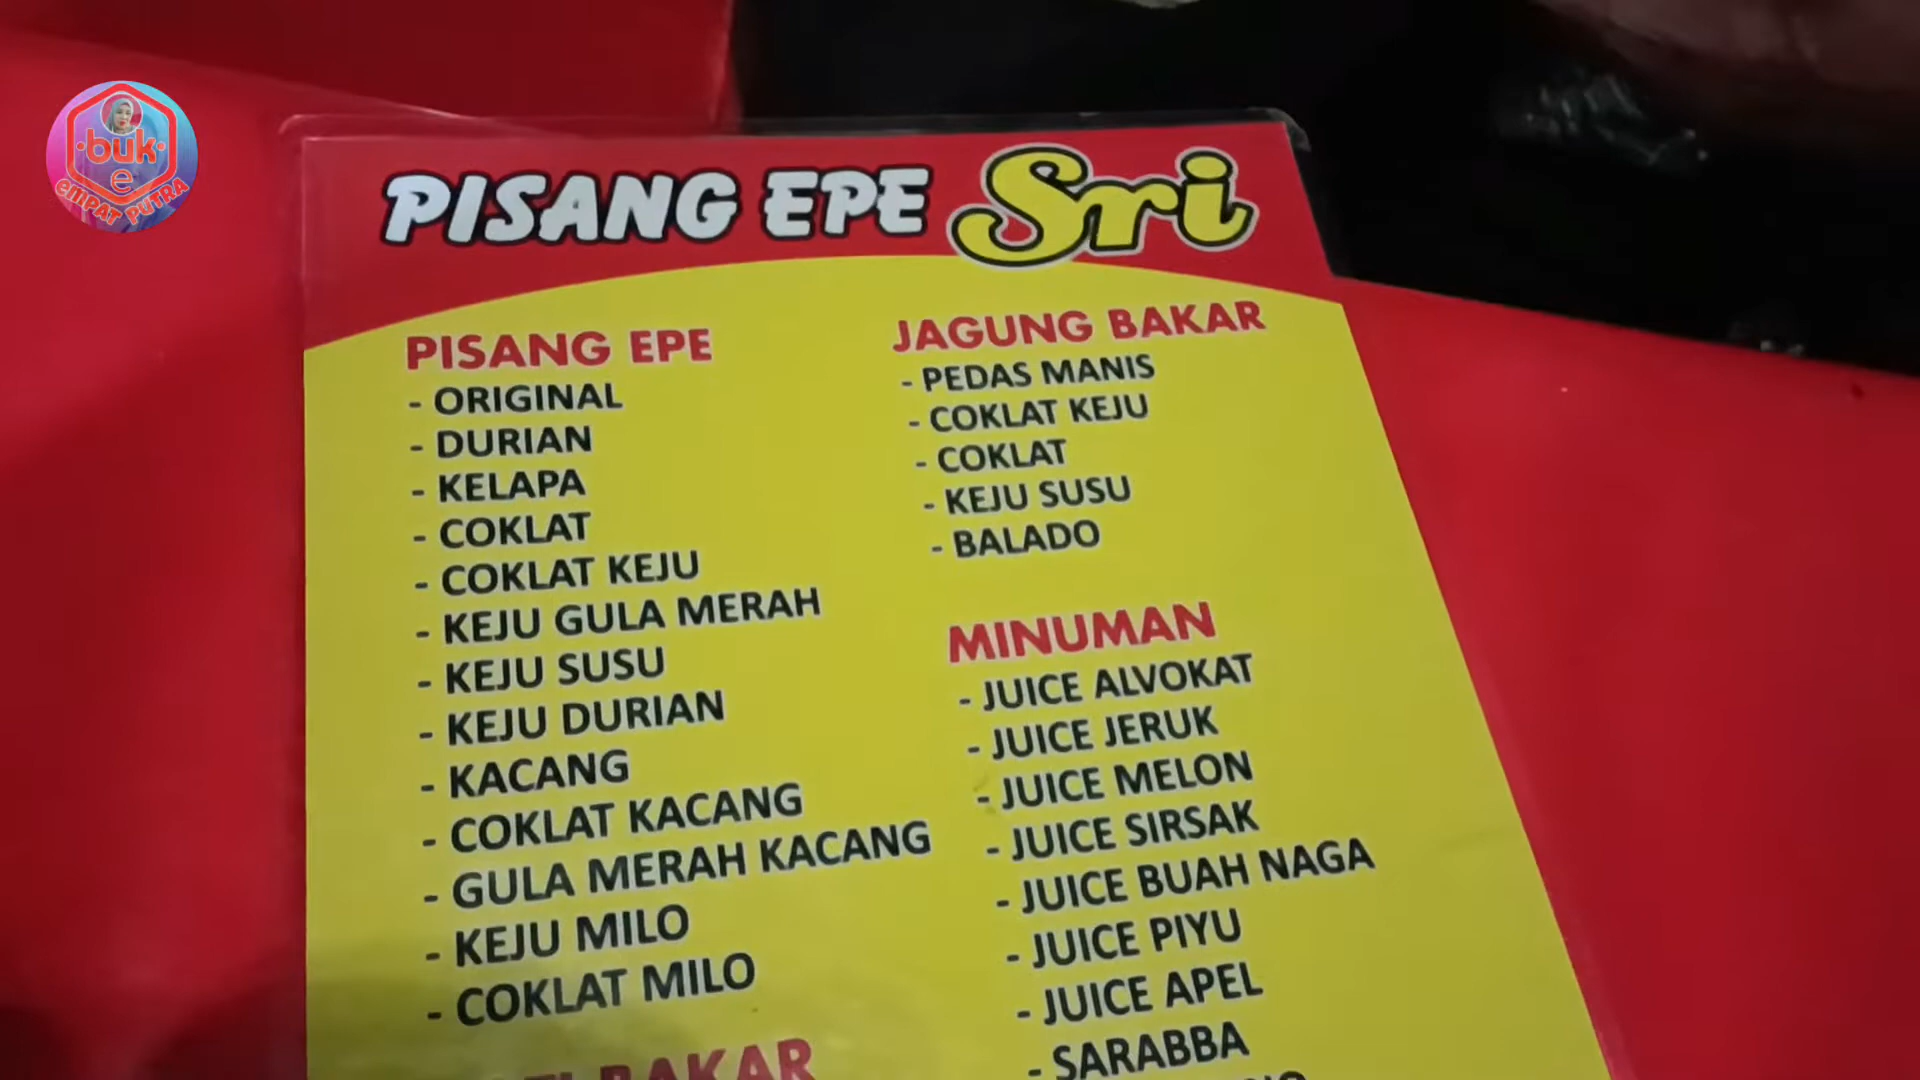 buk
e
EMPAT PUTRA
PISANG EPE Sri
PISANG EPE
- ORIGINAL
- DURIAN
- KELAPA
- COKLAT
- COKLAT KEJU
- KEJU GULA MERAH
- KEJU SUSU
- KEJU DURIAN
- KACANG
- COKLAT KACANG
- GULA MERAH KACANG
- KEJU MILO
- COKLAT MILO
BAKAR
JAGUNG BAKAR
- PEDAS MANIS
- COKLAT KEJU
- COKLAT
- KEJU SUSU
- BALADO
MINUMAN
- JUICE ALVOKAT
- JUICE JERUK
- JUICE MELON
- JUICE SIRSAK
- JUICE BUAH NAGA
- JUICE PIYU
- JUICE APEL
- SARABBA